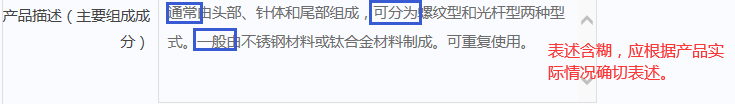 产品描述（主要组成成分）
通常由头部、针体和尾部组成，可分为螺纹型和光杆型两种型
式。一般由不锈钢材料或钛合金材料制成。可重复使用。
表述含糊，应根据产品实
际情况确切表述。